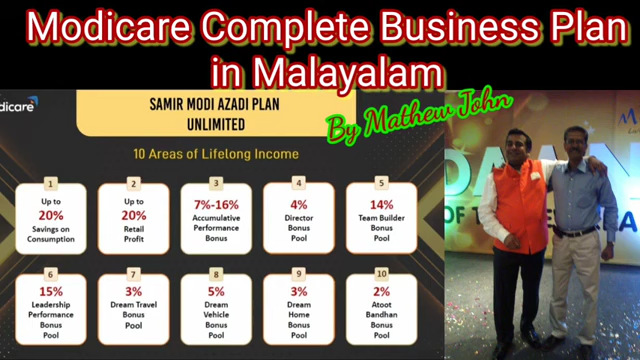 Modicare Complete Business Plan
in Malayalam
By Mathew John
dicare
SAMIR MODI AZADI PLAN
UNLIMITED
10 Areas of Lifelong Income
1
Up to
20%
Savings on
Consumption
2
Up to
20%
Retail
Profit
3
7%-16%
Accumulative
Performance
Bonus
4
4%
Director
Bonus
Pool
5
14%
Team Builder
Bonus
Pool
6
15%
Leadership
Performance
Bonus
Pool
7
3%
Dream Travel
Bonus
Pool
8
5%
Dream
Vehicle
Bonus
Pool
9
3%
Dream
Home
Bonus
Pool
10
2%
Atoot
Bandhan
Bonus
Pool